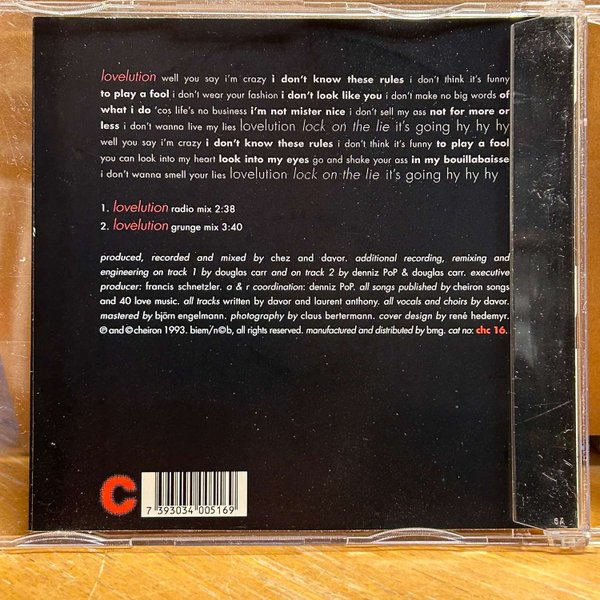 lovelution well you say i'm crazy i don't know these rules i don't think it's funny
to play a fool i don't wear your fashion i don't look like you i don't make no big words of
what i do 'cos life's no business i'm not mister nice i don't sell my ass not for more or
less i don't wanna live my lies lovelution lock on the lie it's going hy hy hy
well you say i'm crazy i don't know these rules i don't think it's funny to play a fool
you can look into my heart look into my eyes go and shake your ass in my bouillabaisse
i don't wanna smell your lies lovelution lock on the lie it's going hy hy hy
1. lovelution radio mix 2:38
2. lovelution grunge mix 3:40
produced, recorded and mixed by chez and davor. additional recording, remixing and
engineering on track 1 by douglas carr and on track 2 by denniz PoP & douglas carr. executive
producer: francis schnetzler. a & r coordination: denniz PoP. all songs published by cheiron songs
and 40 love music. all tracks written by davor and laurent anthony. all vocals and choirs by davor.
mastered by björn engelmann. photography by claus bertermann. cover design by rené hedemyr.
℗ and © cheiron 1993. biem/n©b, all rights reserved. manufactured and distributed by bmg. cat no: chc 16.
C
7 393034 005169